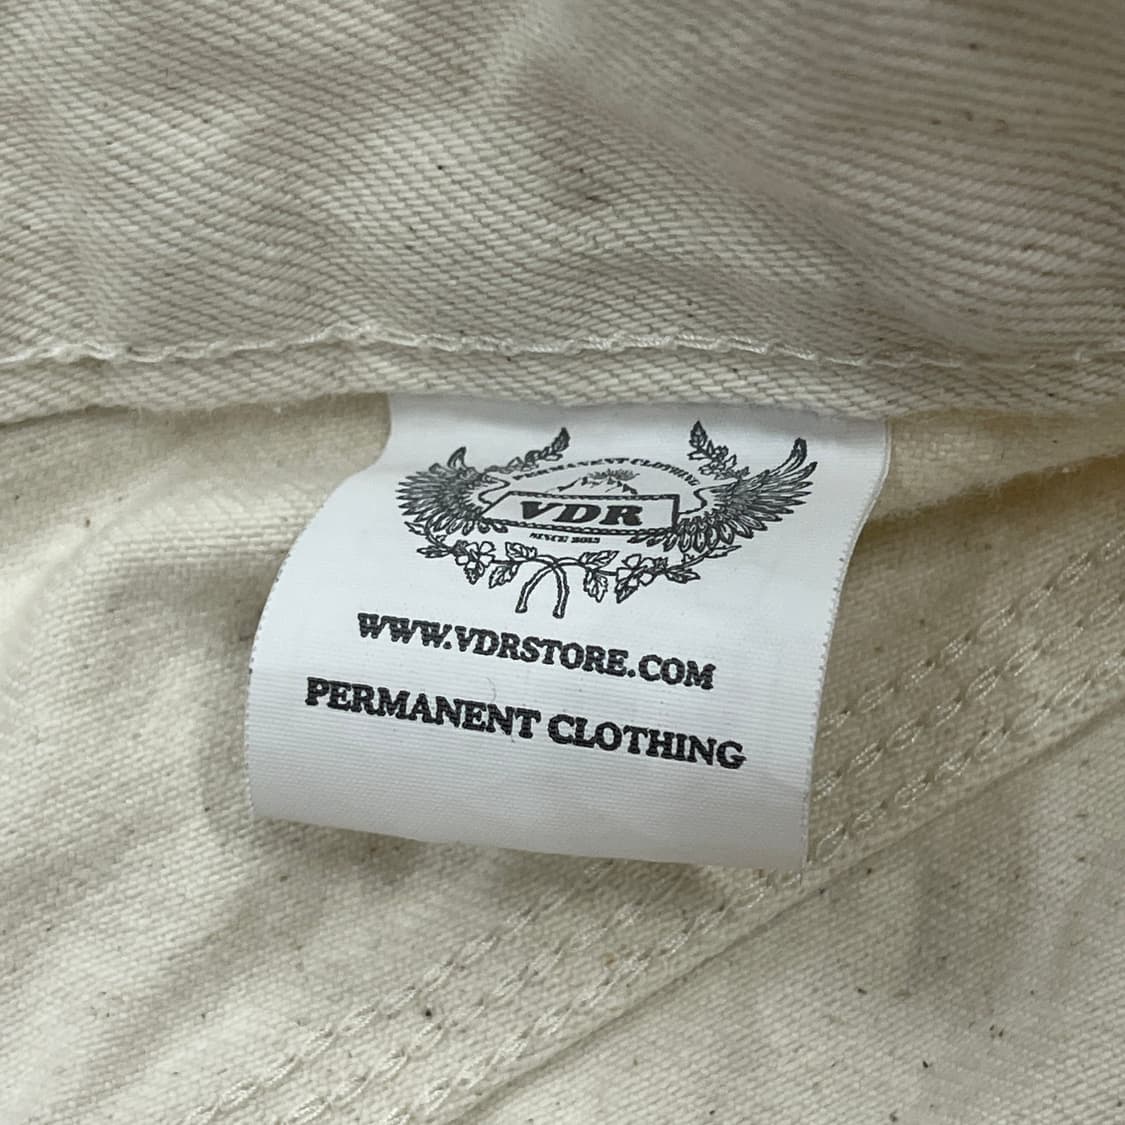 PERMANENT CLOTHING
VDR
SINCE 2013
WWW.VDRSTORE.COM
PERMANENT CLOTHING